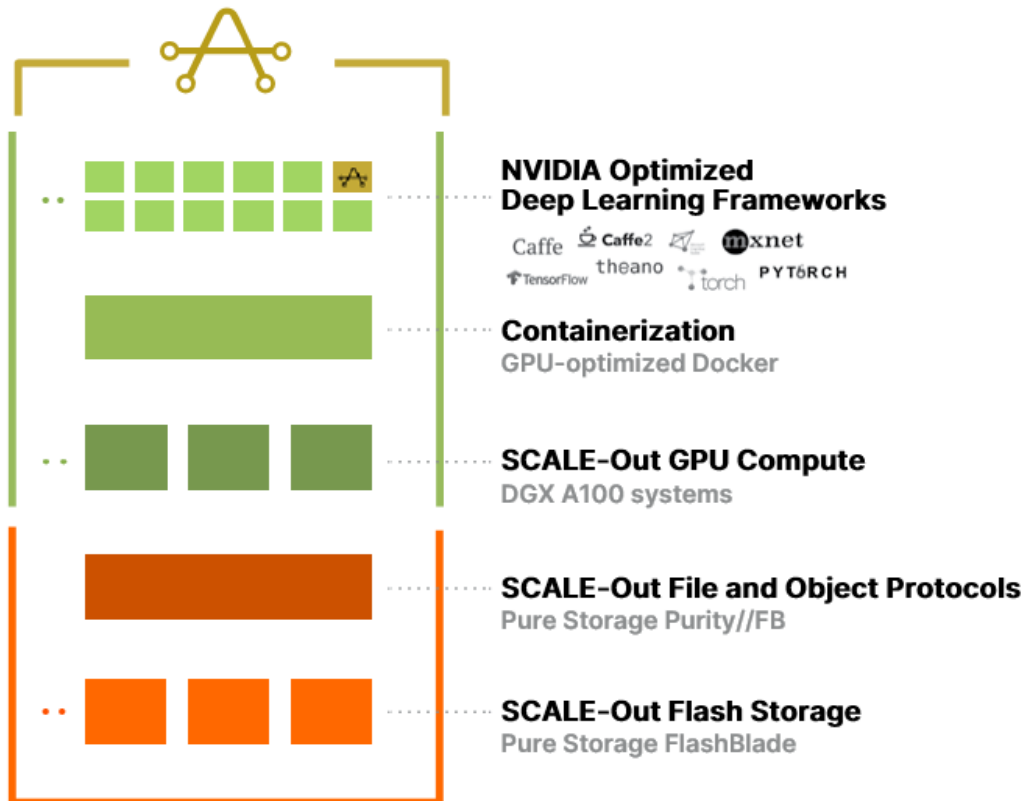 NVIDIA Optimized
Deep Learning Frameworks
Caffe
Caffe2
mxnet
TensorFlow
theano
torch
PYTÖRCH
Containerization
GPU-optimized Docker
SCALE-Out GPU Compute
DGX A100 systems
SCALE-Out File and Object Protocols
Pure Storage Purity//FB
SCALE-Out Flash Storage
Pure Storage FlashBlade